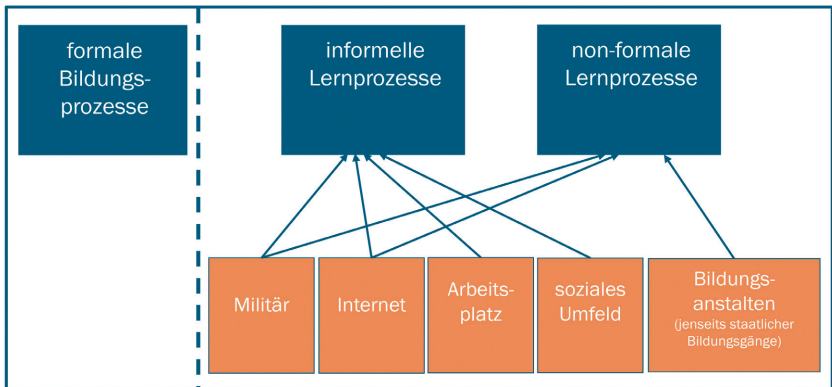 formale
Bildungs-
prozesse
informelle
Lernprozesse
non-formale
Lernprozesse
Militär
Internet
Arbeits-
platz
soziales
Umfeld
Bildungs-
anstalten
(jenseits staatlicher
Bildungsgänge)